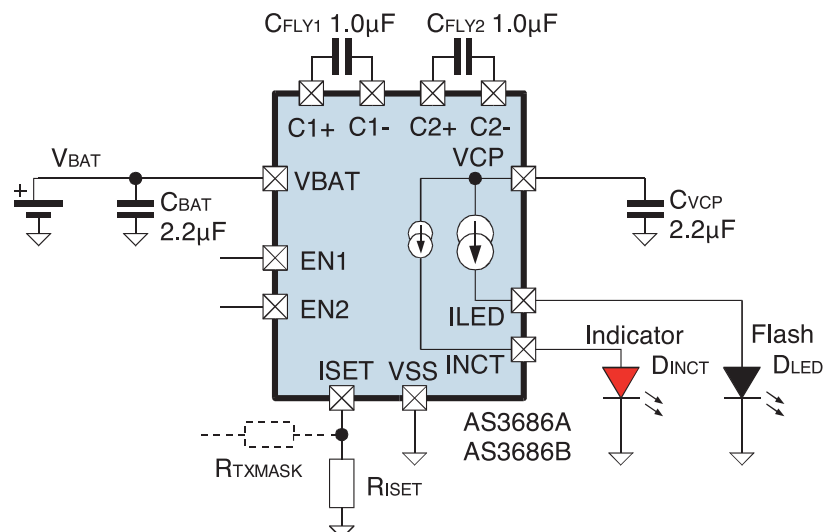 CFLY1 1.0µF
CFLY2 1.0µF
C1+
C1-
C2+
C2-
VBAT
VBAT
VCP
+
CBAT
2.2µF
CVCP
2.2µF
EN1
EN2
ILED
INCT
Indicator
DINCT
Flash
DLED
ISET
VSS
AS3686A
AS3686B
RTXMASK
RISET